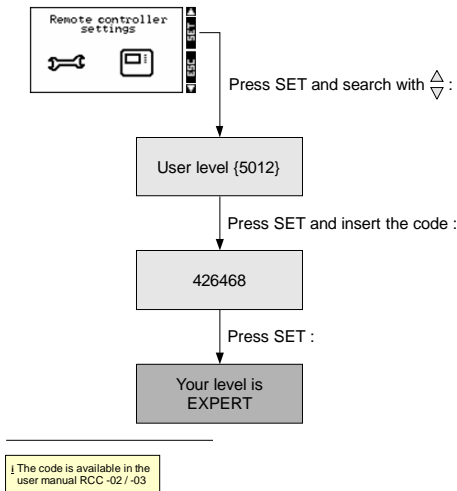 Remote controller
settings
SET
ESC
Press SET and search with △▽ :
User level {5012}
Press SET and insert the code :
426468
Press SET :
Your level is
EXPERT
i The code is available in the
user manual RCC -02 / -03